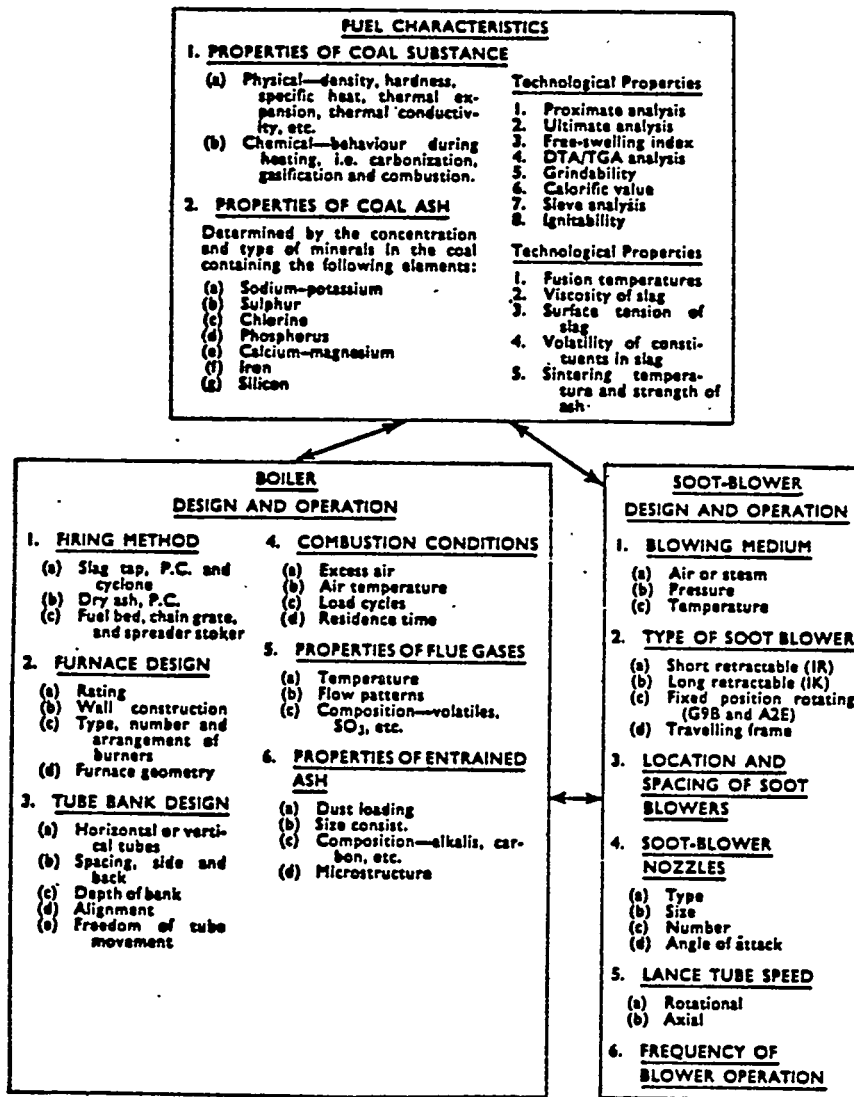 FUEL CHARACTERISTICS
1. PROPERTIES OF COAL SUBSTANCE
(a) Physical—density, hardness,
specific heat, thermal ex-
pansion, thermal conductiv-
ity, etc.
(b) Chemical—behaviour during
heating, i.e. carbonization,
gasification and combustion.
Technological Properties
1. Proximate analysis
2. Ultimate analysis
3. Free-swelling index
4. DTA/TGA analysis
5. Grindability
6. Calorific value
7. Sieve analysis
8. Ignitability
2. PROPERTIES OF COAL ASH
Determined by the concentration
and type of minerals in the coal
containing the following elements:
(a) Sodium–potassium
(b) Sulphur
(c) Chlorine
(d) Phosphorus
(e) Calcium–magnesium
(f) Iron
(g) Silicon
Technological Properties
1. Fusion temperatures
2. Viscosity of slag
3. Surface tension of
slag
4. Volatility of consti-
tuents in slag
5. Sintering tempera-
ture and strength of
ash
BOILER
DESIGN AND OPERATION
1. FIRING METHOD
(a) Slag tap, P.C. and
cyclone
(b) Dry ash, P.C.
(c) Fuel bed, chain grate,
and spreader stoker
2. FURNACE DESIGN
(a) Rating
(b) Wall construction
(c) Type, number and
arrangement of
burners
(d) Furnace geometry
3. TUBE BANK DESIGN
(a) Horizontal or verti-
cal tubes
(b) Spacing, side and
back
(c) Depth of bank
(d) Alignment
(e) Freedom of tube
movement
4. COMBUSTION CONDITIONS
(a) Excess air
(b) Air temperature
(c) Load cycles
(d) Residence time
5. PROPERTIES OF FLUE GASES
(a) Temperature
(b) Flow patterns
(c) Composition—volatiles,
SO₃, etc.
6. PROPERTIES OF ENTRAINED
ASH
(a) Dust loading
(b) Size consist.
(c) Composition—alkalis, car-
bon, etc.
(d) Microstructure
SOOT-BLOWER
DESIGN AND OPERATION
1. BLOWING MEDIUM
(a) Air or steam
(b) Pressure
(c) Temperature
2. TYPE OF SOOT BLOWER
(a) Short retractable (IR)
(b) Long retractable (IK)
(c) Fixed position rotating
(G9B and A2E)
(d) Travelling frame
3. LOCATION AND
SPACING OF SOOT
BLOWERS
4. SOOT-BLOWER
NOZZLES
(a) Type
(b) Size
(c) Number
(d) Angle of attack
5. LANCE TUBE SPEED
(a) Rotational
(b) Axial
6. FREQUENCY OF
BLOWER OPERATION